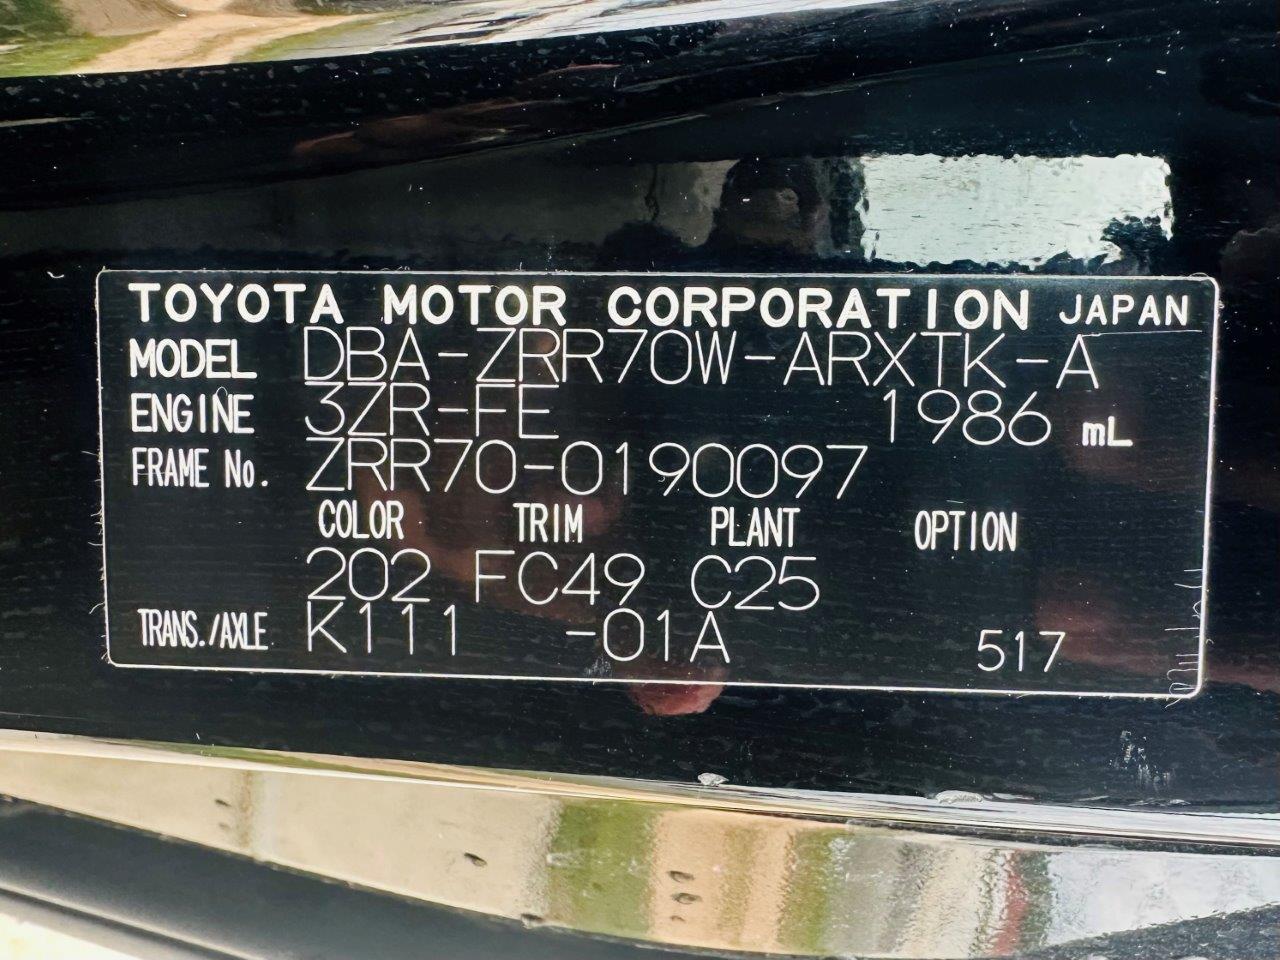 TOYOTA MOTOR CORPORATION JAPAN
MODEL DBA-ZRR70W-ARXTK-A
ENGINE 3ZR-FE 1986 mL
FRAME No. ZRR70-0190097
COLOR TRIM PLANT OPTION
202 FC49 C25
TRANS./AXLE K111 -01A 517